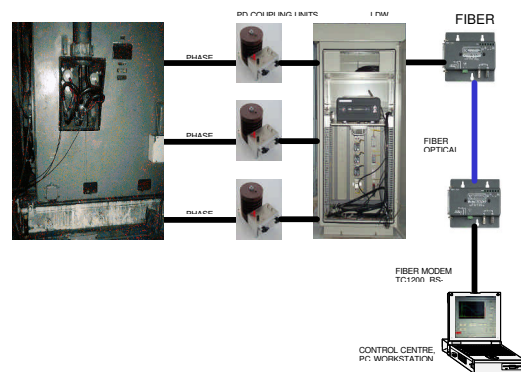 PD COUPLING UNITS
LDW
FIBER
PHASE
PHASE
PHASE
FIBER
OPTICAL
FIBER MODEM
TC1200 RS-
CONTROL CENTRE,
PC WORKSTATION